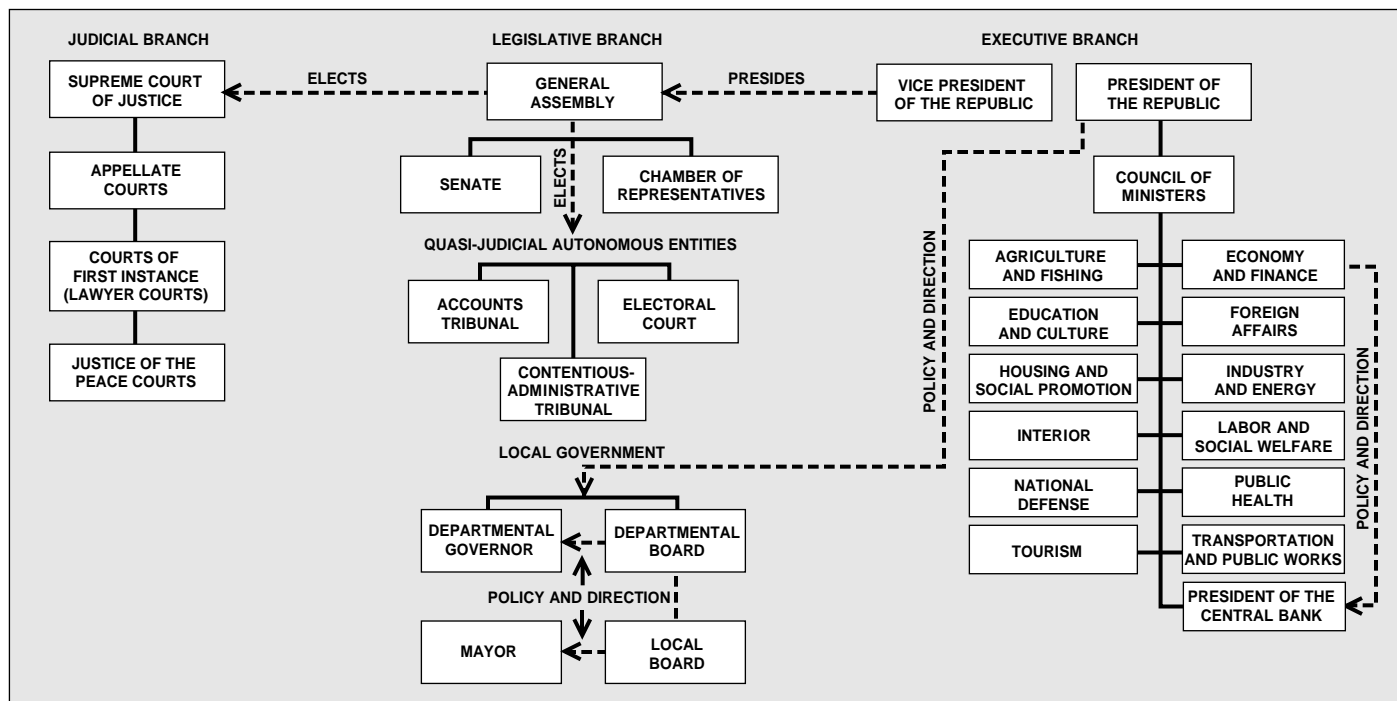 JUDICIAL BRANCH
LEGISLATIVE BRANCH
EXECUTIVE BRANCH
SUPREME COURT
OF JUSTICE
ELECTS
GENERAL
ASSEMBLY
PRESIDES
VICE PRESIDENT
OF THE REPUBLIC
PRESIDENT OF
THE REPUBLIC
APPELLATE
COURTS
SENATE
ELECTS
CHAMBER OF
REPRESENTATIVES
COUNCIL OF
MINISTERS
COURTS OF
FIRST INSTANCE
(LAWYER COURTS)
QUASI-JUDICIAL AUTONOMOUS ENTITIES
ACCOUNTS
TRIBUNAL
ELECTORAL
COURT
JUSTICE OF THE
PEACE COURTS
CONTENTIOUS-
ADMINISTRATIVE
TRIBUNAL
POLICY AND DIRECTION
AGRICULTURE
AND FISHING
ECONOMY
AND FINANCE
EDUCATION
AND CULTURE
FOREIGN
AFFAIRS
HOUSING AND
SOCIAL PROMOTION
INDUSTRY
AND ENERGY
INTERIOR
LABOR AND
SOCIAL WELFARE
NATIONAL
DEFENSE
PUBLIC
HEALTH
TOURISM
TRANSPORTATION
AND PUBLIC WORKS
PRESIDENT OF THE
CENTRAL BANK
POLICY AND DIRECTION
LOCAL GOVERNMENT
DEPARTMENTAL
GOVERNOR
DEPARTMENTAL
BOARD
POLICY AND DIRECTION
MAYOR
LOCAL
BOARD